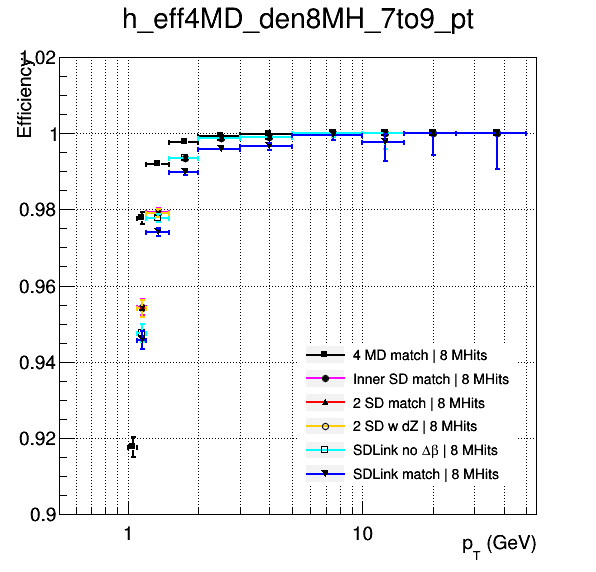 h_eff4MD_den8MH_7to9_pt
Efficiency
1.02
1
0.98
0.96
0.94
0.92
0.9
4 MD match | 8 MHits
Inner SD match | 8 MHits
2 SD match | 8 MHits
2 SD w dZ | 8 MHits
SDLink no Δβ | 8 MHits
SDLink match | 8 MHits
1
10
p_T (GeV)